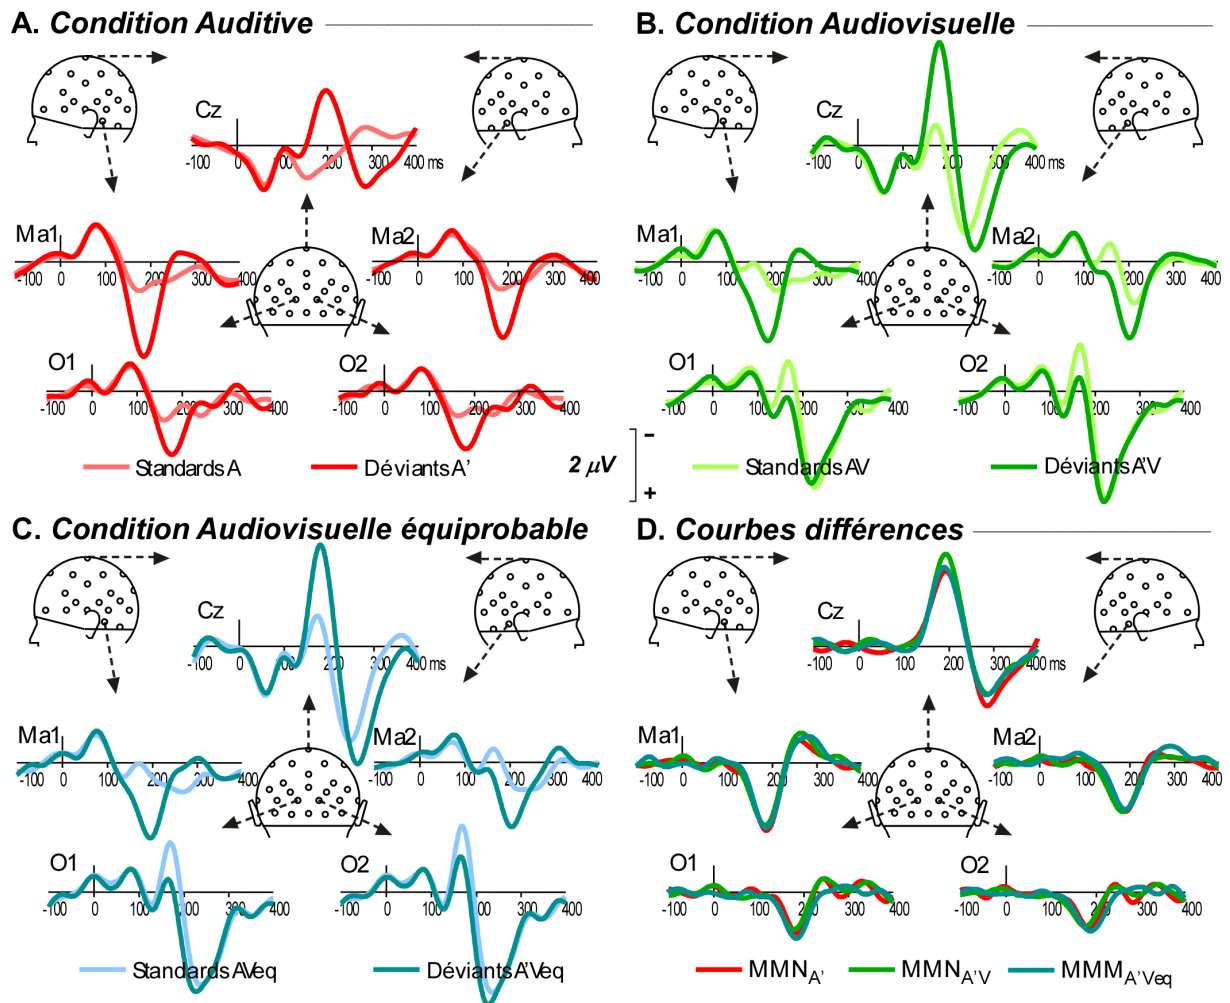 A. Condition Auditive
Cz
-100 0 100 200 300 400 ms
Ma1
-100 0 100 200 300 400
Ma2
-100 0 100 200 300 400
O1
-100 0 100 200 300 400
O2
-100 0 100 200 300 400
Standards A
Déviants A'
B. Condition Audiovisuelle
Cz
-100 0 100 200 300 400 ms
Ma1
-100 0 100 200 300 400
Ma2
-100 0 100 200 300 400
O1
-100 0 100 200 300 400
O2
-100 0 100 200 300 400
2 µV
−
+
Standards AV
Déviants A'V
C. Condition Audiovisuelle équiprobable
Cz
-100 0 100 200 300 400 ms
Ma1
-100 0 100 200 300 400
Ma2
-100 0 100 200 300 400
O1
-100 0 100 200 300 400
O2
-100 0 100 200 300 400
Standards AVeq
Déviants A'Veq
D. Courbes différences
Cz
-100 0 100 200 300 400 ms
Ma1
-100 0 100 200 300 400
Ma2
-100 0 100 200 300 400
O1
-100 0 100 200 300 400
O2
-100 0 100 200 300 400
MMN A'
MMN A'V
MMM A'Veq